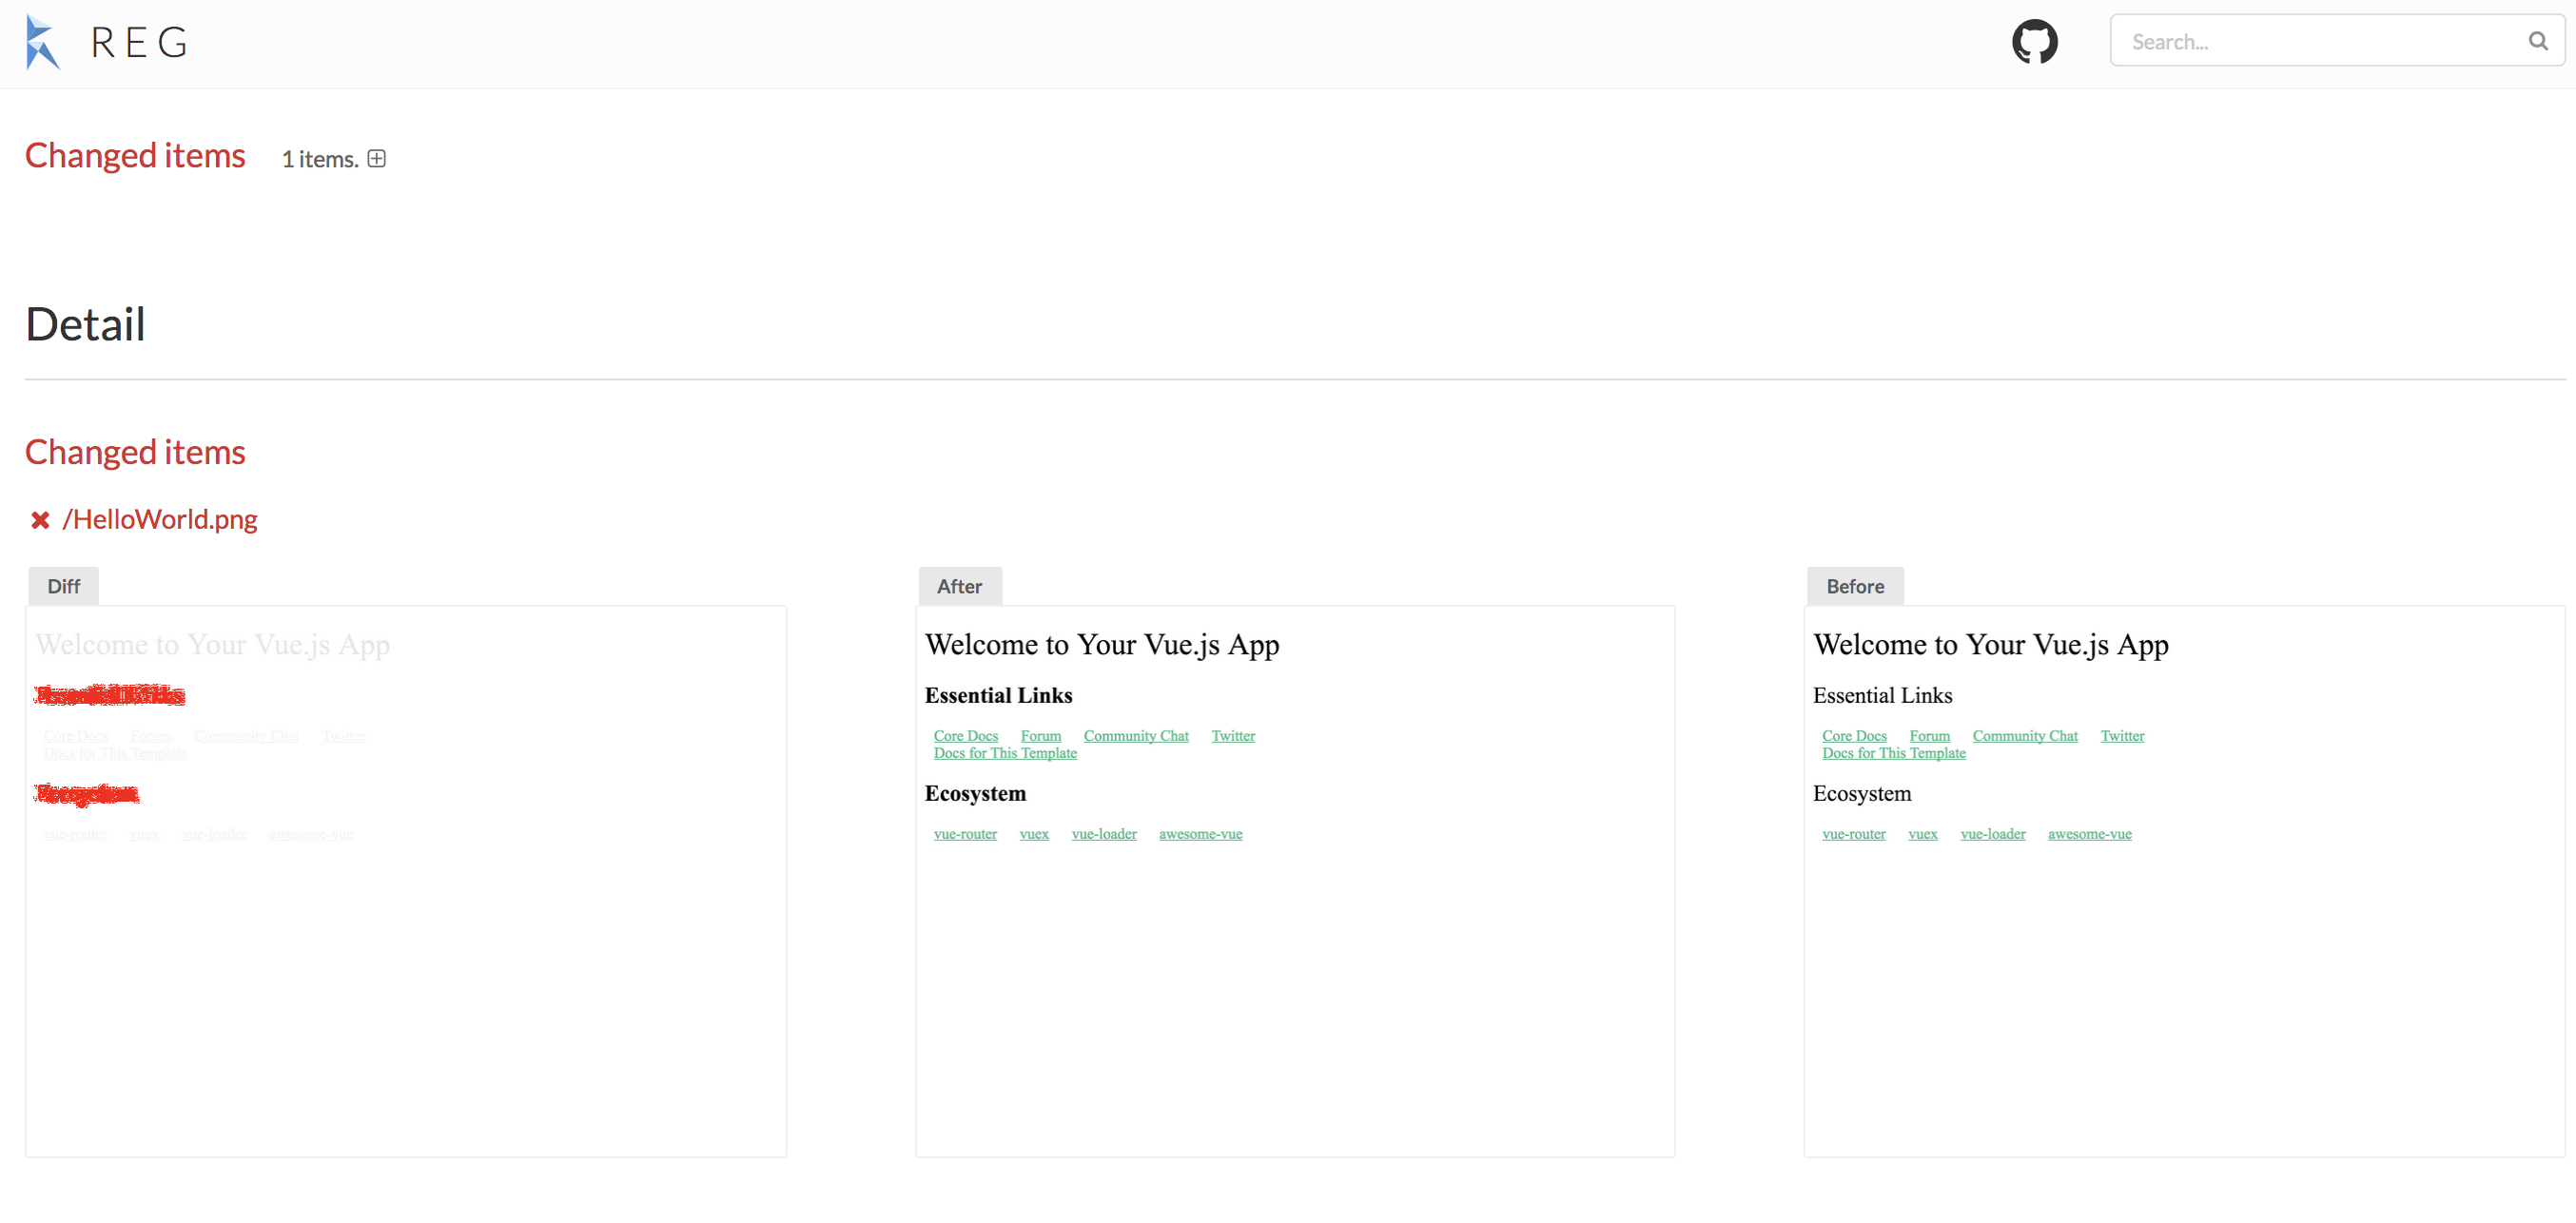 REG
Search...
Changed items 1 items.
Detail
Changed items
/HelloWorld.png
Diff
Welcome to Your Vue.js App
Core Docs Forum Community Chat Twitter
Docs for This Template
vue-router vuex vue-loader awesome-vue
After
Welcome to Your Vue.js App
Essential Links
Core Docs Forum Community Chat Twitter
Docs for This Template
Ecosystem
vue-router vuex vue-loader awesome-vue
Before
Welcome to Your Vue.js App
Essential Links
Core Docs Forum Community Chat Twitter
Docs for This Template
Ecosystem
vue-router vuex vue-loader awesome-vue